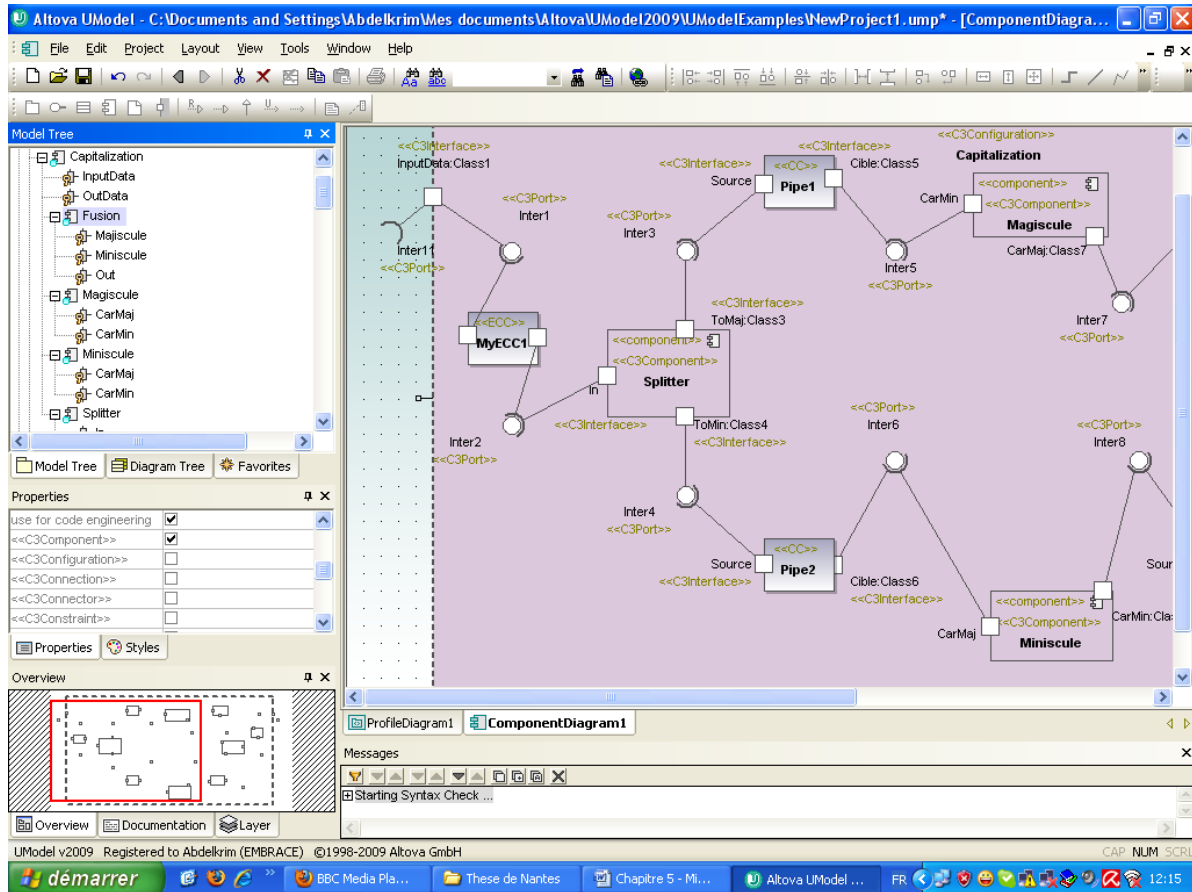 Altova UModel - C:\Documents and Settings\Abdelkrim\Mes documents\Altova\UModel2009\UModelExamples\NewProject1.ump* - [ComponentDiagra...
File Edit Project Layout View Tools Window Help
Model Tree
Capitalization
InputData
OutData
Fusion
Majiscule
Miniscule
Out
Magiscule
CarMaj
CarMin
Miniscule
CarMaj
CarMin
Splitter
Model Tree Diagram Tree Favorites
Properties
use for code engineering
<<C3Component>>
<<C3Configuration>>
<<C3Connection>>
<<C3Connector>>
<<C3Constraint>>
Properties Styles
Overview
Overview Documentation Layer
<<C3Interface>>
InputData:Class1
<<C3Port>>
Inter1
Inter11
<<C3Port>>
<<ECC>>
MyECC1
Inter2
<<C3Port>>
<<C3Port>>
Inter3
<<C3Interface>>
Source
<<CC>>
Pipe1
<<C3Interface>>
Cible:Class5
<<C3Configuration>>
Capitalization
CarMin
<<component>>
<<C3Component>>
Magiscule
CarMaj:Class7
Inter5
<<C3Port>>
Inter7
<<C3Port>>
<<C3Interface>>
ToMaj:Class3
<<component>>
<<C3Component>>
Splitter
In
<<C3Interface>>
ToMin:Class4
<<C3Interface>>
<<C3Port>>
Inter6
<<C3Port>>
Inter8
Inter4
<<C3Port>>
Source
<<C3Interface>>
<<CC>>
Pipe2
Cible:Class6
<<C3Interface>>
Sour
<<component>>
<<C3Component>>
Miniscule
CarMaj
CarMin:Cla
ProfileDiagram1 ComponentDiagram1
Messages
Starting Syntax Check ...
UModel v2009 Registered to Abdelkrim (EMBRACE) ©1998-2009 Altova GmbH
CAP NUM SCRL
démarrer BBC Media Pla... These de Nantes Chapitre 5 - Mi... Altova UModel ... FR 12:15